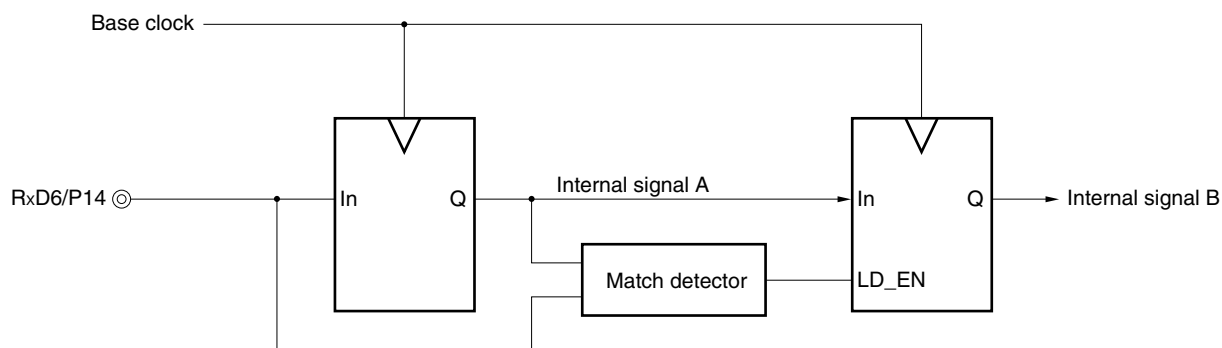 Base clock
RxD6/P14
In
Q
Internal signal A
In
Q
Internal signal B
Match detector
LD_EN